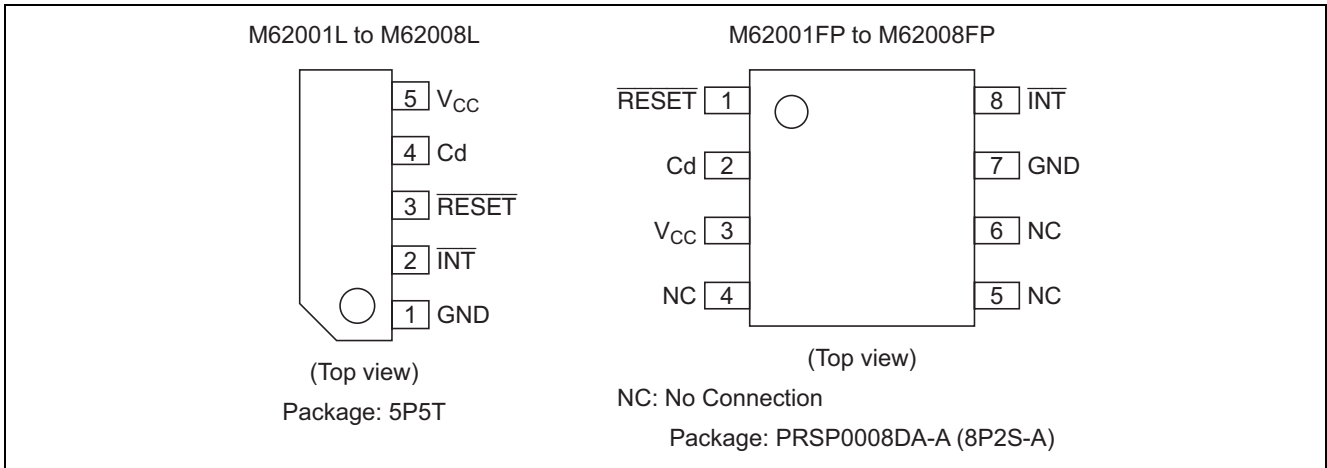 M62001L to M62008L
5 VCC
4 Cd
3 RESET
2 INT
1 GND
(Top view)
Package: 5P5T
M62001FP to M62008FP
RESET 1
Cd 2
VCC 3
NC 4
8 INT
7 GND
6 NC
5 NC
(Top view)
NC: No Connection
Package: PRSP0008DA-A (8P2S-A)